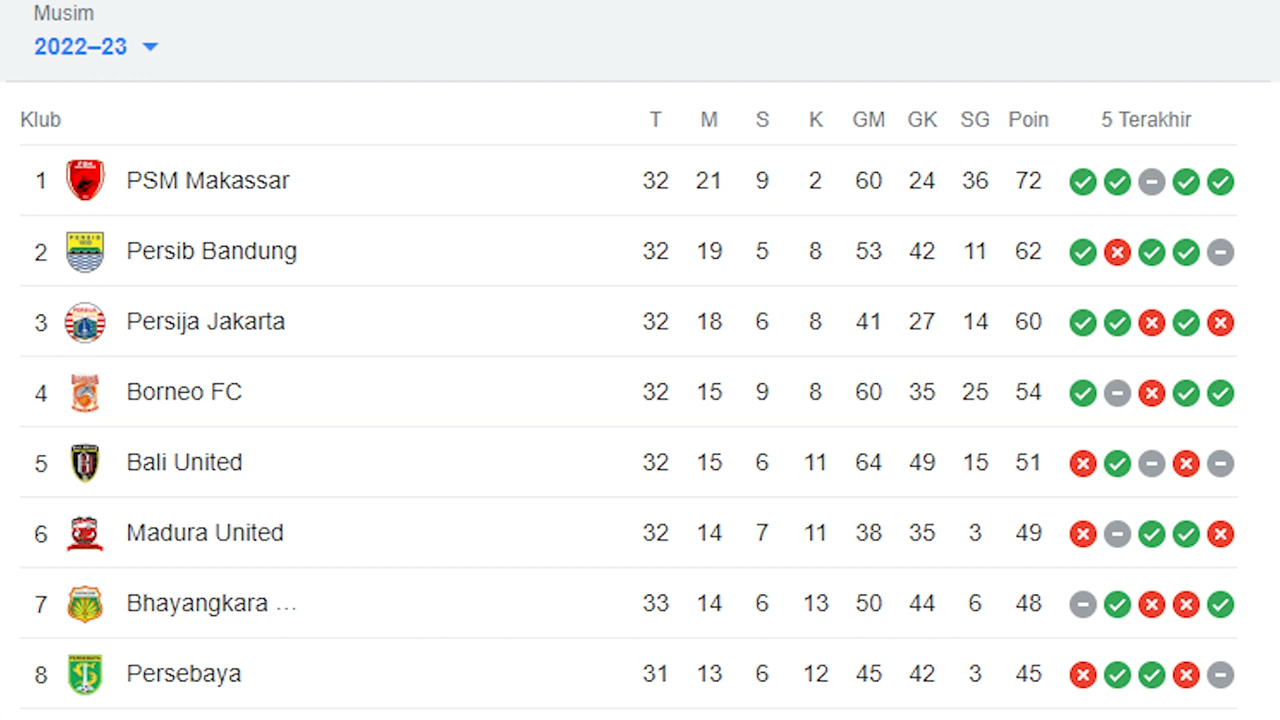 Musim
2022–23
Klub T M S K GM GK SG Poin 5 Terakhir
1 PSM Makassar 32 21 9 2 60 24 36 72
2 Persib Bandung 32 19 5 8 53 42 11 62
3 Persija Jakarta 32 18 6 8 41 27 14 60
4 Borneo FC 32 15 9 8 60 35 25 54
5 Bali United 32 15 6 11 64 49 15 51
6 Madura United 32 14 7 11 38 35 3 49
7 Bhayangkara ... 33 14 6 13 50 44 6 48
8 Persebaya 31 13 6 12 45 42 3 45